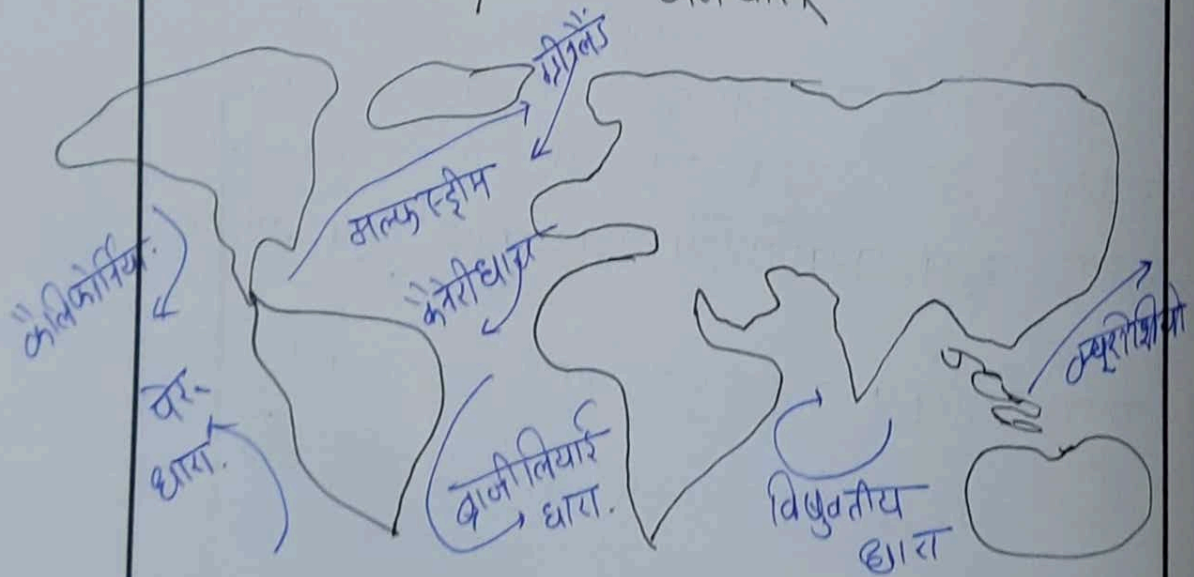 ग्रीनलैंड
गल्फस्ट्रीम
कैलिफोर्निया
कैनेरीधारा
क्यूरोशियो
पेरू
धारा.
ब्राजीलियाई
धारा.
विषुवतीय
धारा